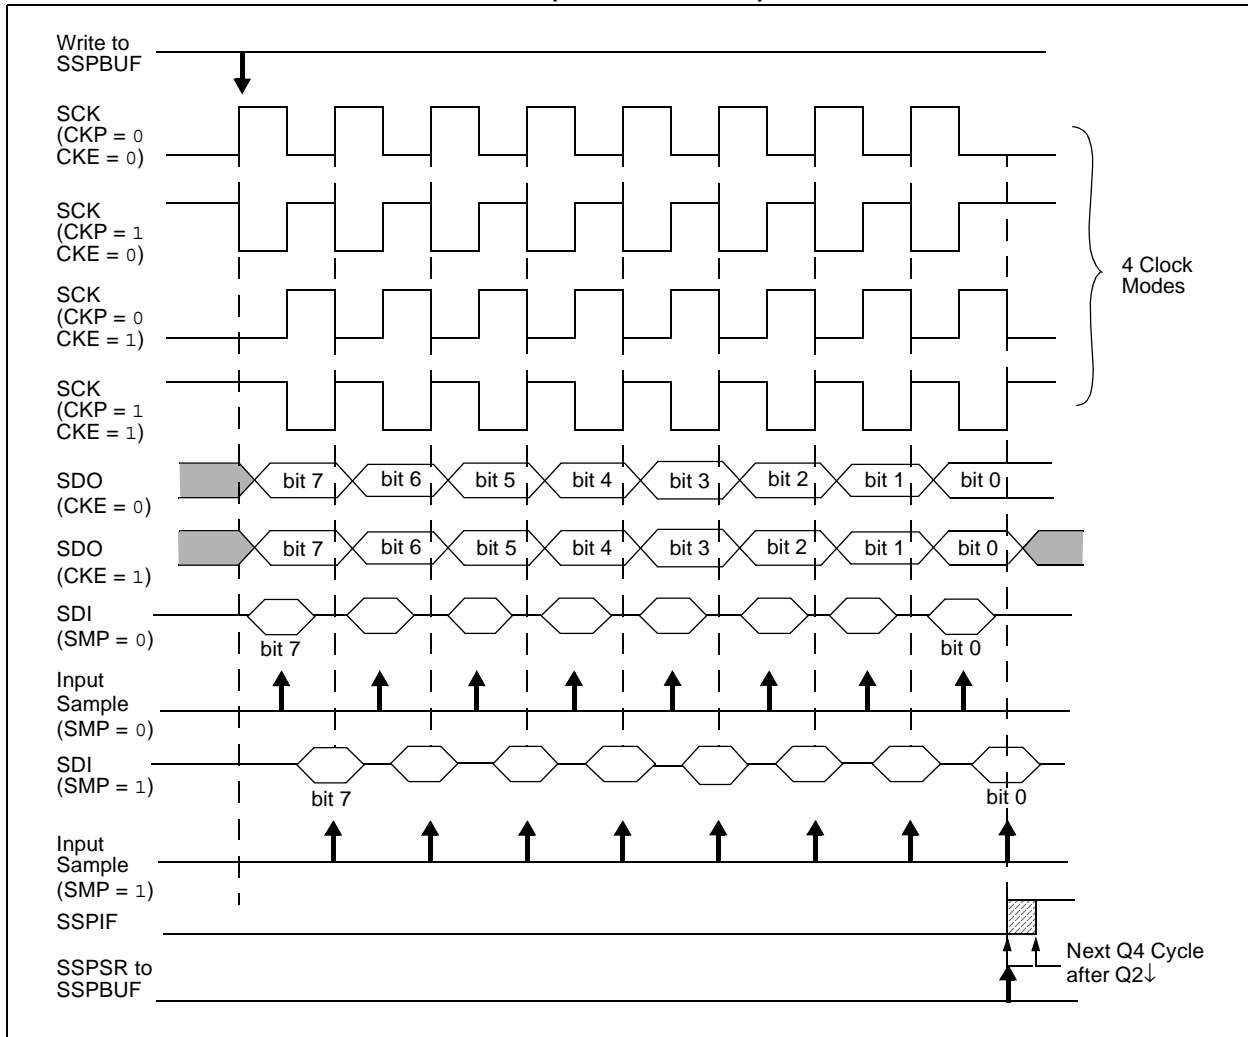 Write to
SSPBUF
SCK
(CKP = 0
CKE = 0)
SCK
(CKP = 1
CKE = 0)
4 Clock
Modes
SCK
(CKP = 0
CKE = 1)
SCK
(CKP = 1
CKE = 1)
SDO
(CKE = 0)
bit 7 bit 6 bit 5 bit 4 bit 3 bit 2 bit 1 bit 0
SDO
(CKE = 1)
bit 7 bit 6 bit 5 bit 4 bit 3 bit 2 bit 1 bit 0
SDI
(SMP = 0)
bit 7 bit 0
Input
Sample
(SMP = 0)
SDI
(SMP = 1)
bit 7 bit 0
Input
Sample
(SMP = 1)
SSPIF
Next Q4 Cycle
after Q2↓
SSPSR to
SSPBUF